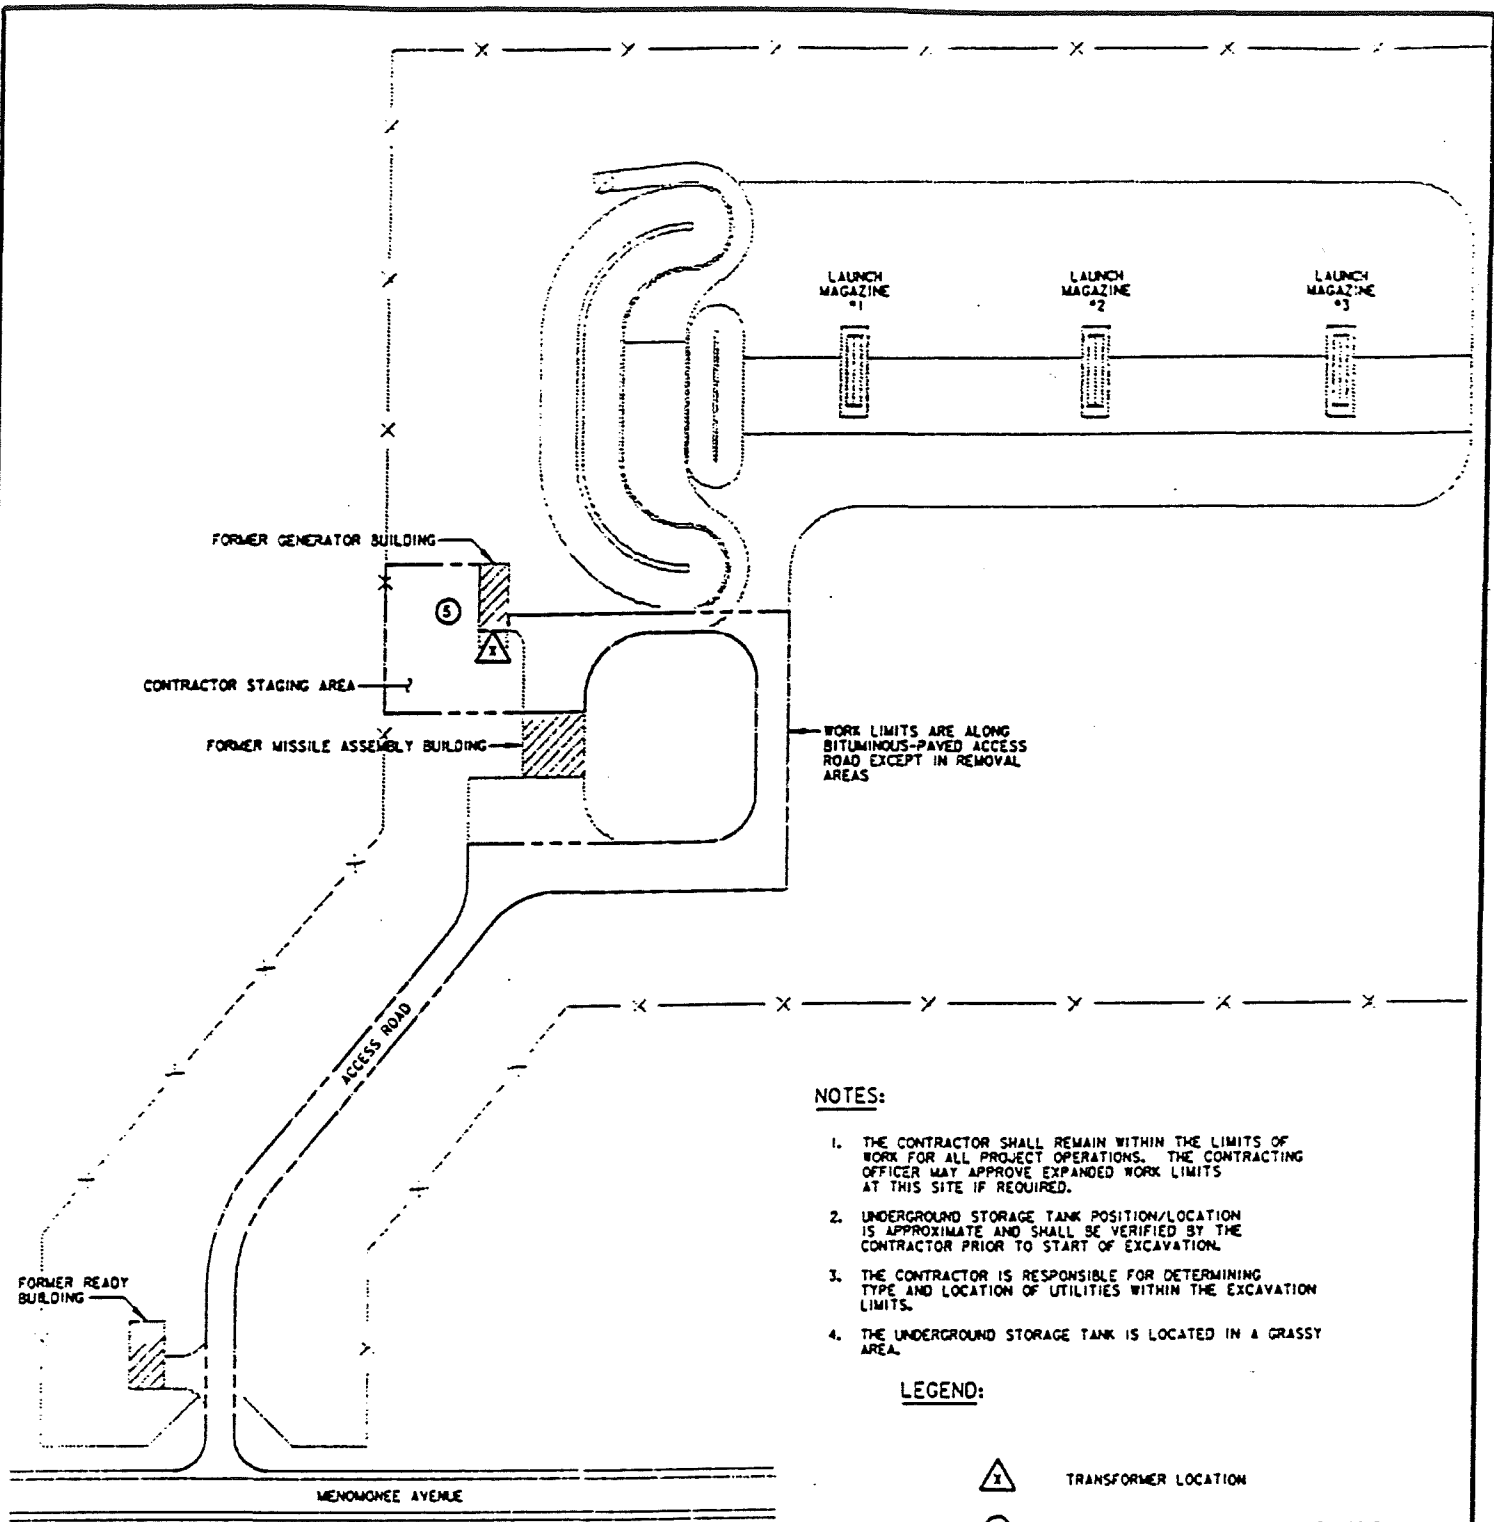 LAUNCH
MAGAZINE
#1
LAUNCH
MAGAZINE
#2
LAUNCH
MAGAZINE
#3
FORMER GENERATOR BUILDING
5
X
CONTRACTOR STAGING AREA
FORMER MISSILE ASSEMBLY BUILDING
WORK LIMITS ARE ALONG
BITUMINOUS-PAVED ACCESS
ROAD EXCEPT IN REMOVAL
AREAS
ACCESS ROAD
NOTES:
1. THE CONTRACTOR SHALL REMAIN WITHIN THE LIMITS OF
WORK FOR ALL PROJECT OPERATIONS. THE CONTRACTING
OFFICER MAY APPROVE EXPANDED WORK LIMITS
AT THIS SITE IF REQUIRED.
2. UNDERGROUND STORAGE TANK POSITION/LOCATION
IS APPROXIMATE AND SHALL BE VERIFIED BY THE
CONTRACTOR PRIOR TO START OF EXCAVATION.
3. THE CONTRACTOR IS RESPONSIBLE FOR DETERMINING
TYPE AND LOCATION OF UTILITIES WITHIN THE EXCAVATION
LIMITS.
4. THE UNDERGROUND STORAGE TANK IS LOCATED IN A GRASSY
AREA.
FORMER READY
BUILDING
LEGEND:
X TRANSFORMER LOCATION
MENOMONEE AVENUE